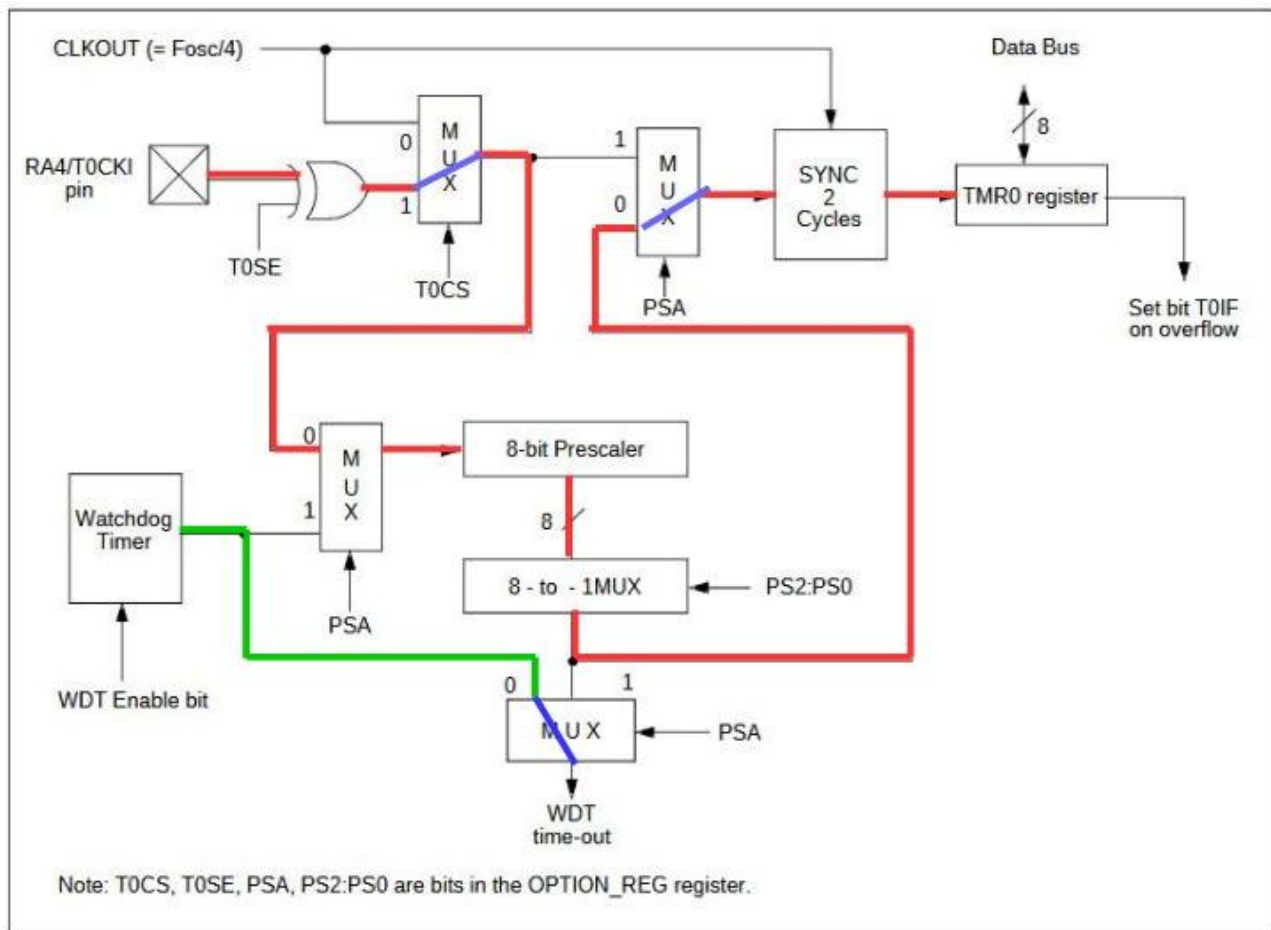 CLKOUT (= Fosc/4)
Data Bus
8
RA4/T0CKI
pin
T0SE
0
1
M
U
X
T0CS
1
0
M
U
X
PSA
SYNC
2
Cycles
TMR0 register
Set bit T0IF
on overflow
0
1
M
U
X
PSA
8-bit Prescaler
8
8 - to - 1MUX
PS2:PS0
Watchdog
Timer
WDT Enable bit
0
1
M U X
PSA
WDT
time-out
Note: T0CS, T0SE, PSA, PS2:PS0 are bits in the OPTION_REG register.